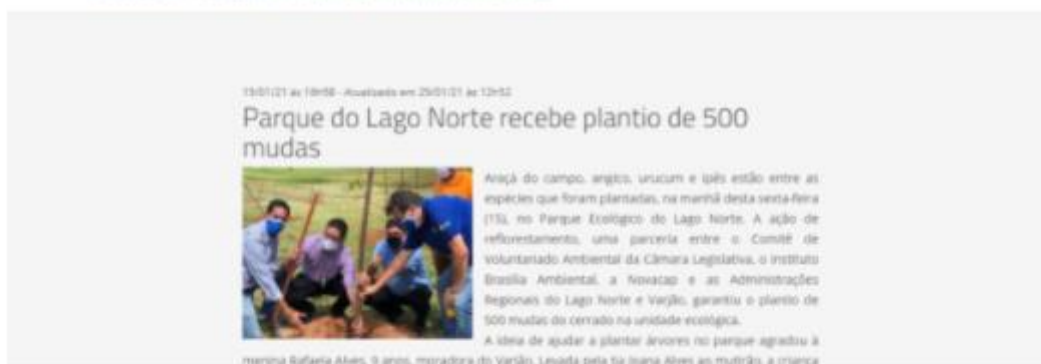 15/01/21 às 16h58 - Atualizado em 25/01/21 às 12h52
Parque do Lago Norte recebe plantio de 500
mudas
Araçá do campo, angico, urucum e ipês estão entre as
espécies que foram plantadas, na manhã desta sexta-feira
(15), no Parque Ecológico do Lago Norte. A ação de
reflorestamento, uma parceria entre o Comitê de
voluntariado Ambiental da Câmara Legislativa, o Instituto
Brasília Ambiental, a Novacap e as Administrações
Regionais do Lago Norte e Varjão, garantiu o plantio de
500 mudas do cerrado na unidade ecológica.
A ideia de ajudar a plantar árvores no parque agradou à
menina Rafaela Alves, 9 anos, moradora do Varjão. Levada pela tia Joana Alves ao mutirão, a criança